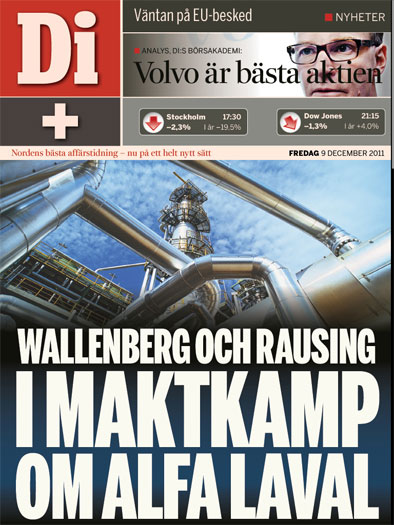 Di
+
Väntan på EU-besked
NYHETER
ANALYS, DI:S BÖRSAKADEMI:
Volvo är bästa aktien
Stockholm 17:30
–2,3% I år –19,5%
Dow Jones 21:15
–1,3% I år +4,0%
Nordens bästa affärstidning – nu på ett helt nytt sätt
FREDAG 9 DECEMBER 2011
WALLENBERG OCH RAUSING
I MAKTKAMP
OM ALFA LAVAL